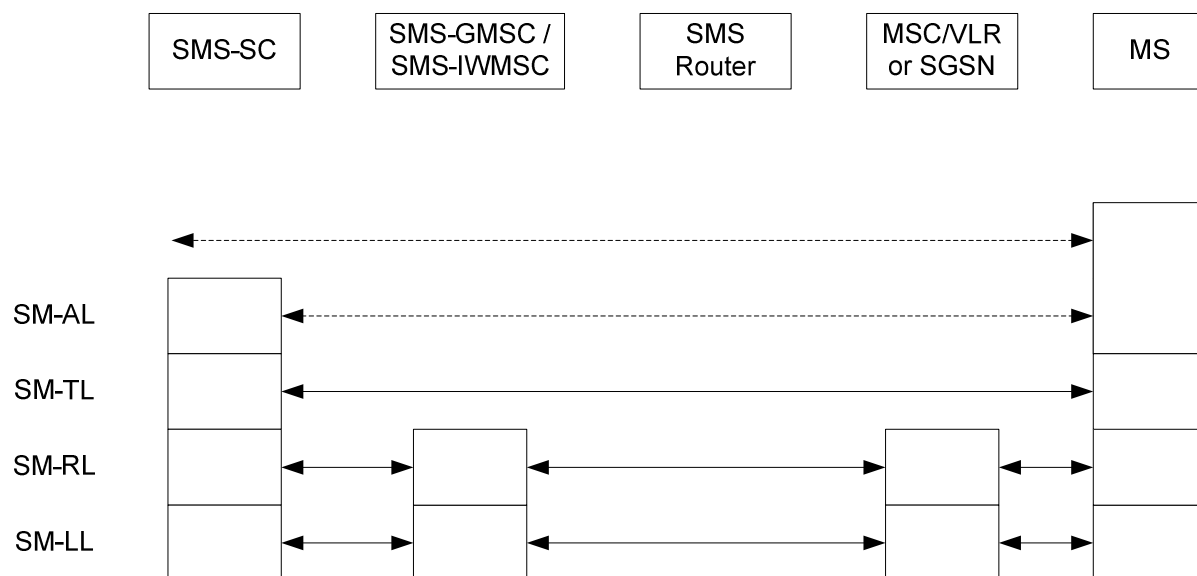 SMS-SC
SMS-GMSC /
SMS-IWMSC
SMS
Router
MSC/VLR
or SGSN
MS
SM-AL
SM-TL
SM-RL
SM-LL